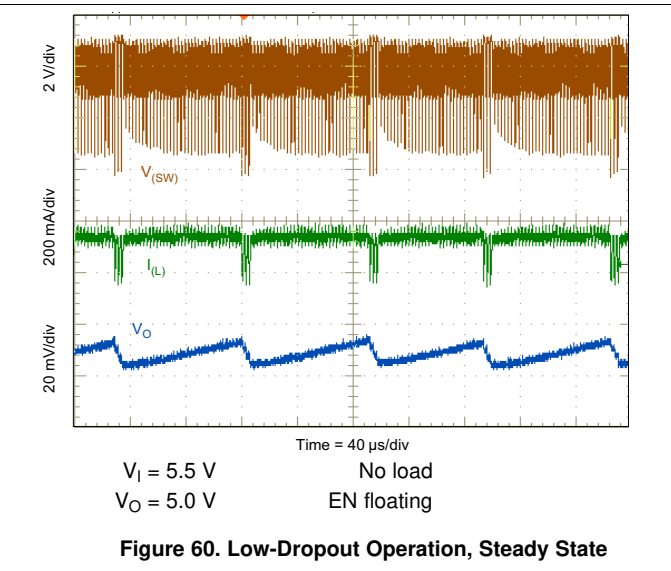 2 V/div
V(SW)
200 mA/div
I(L)
20 mV/div
VO
Time = 40 µs/div
VI = 5.5 V
No load
VO = 5.0 V
EN floating
Figure 60. Low-Dropout Operation, Steady State